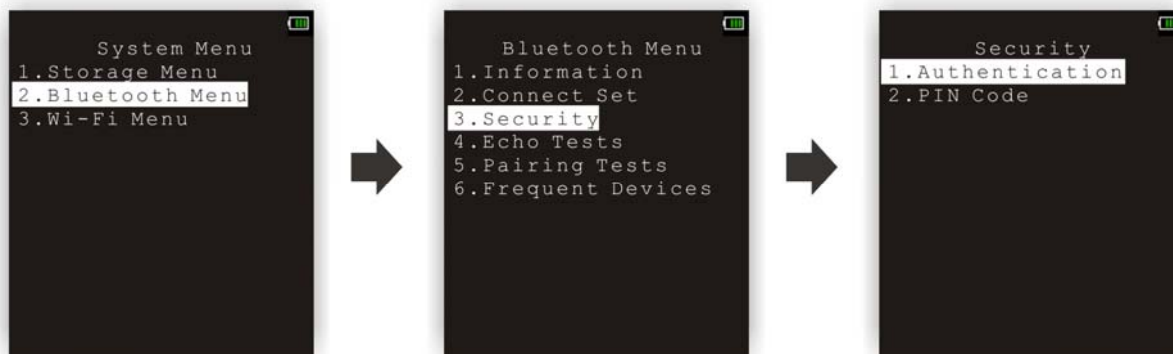 System Menu
1.Storage Menu
2.Bluetooth Menu
3.Wi-Fi Menu
Bluetooth Menu
1.Information
2.Connect Set
3.Security
4.Echo Tests
5.Pairing Tests
6.Frequent Devices
Security
1.Authentication
2.PIN Code